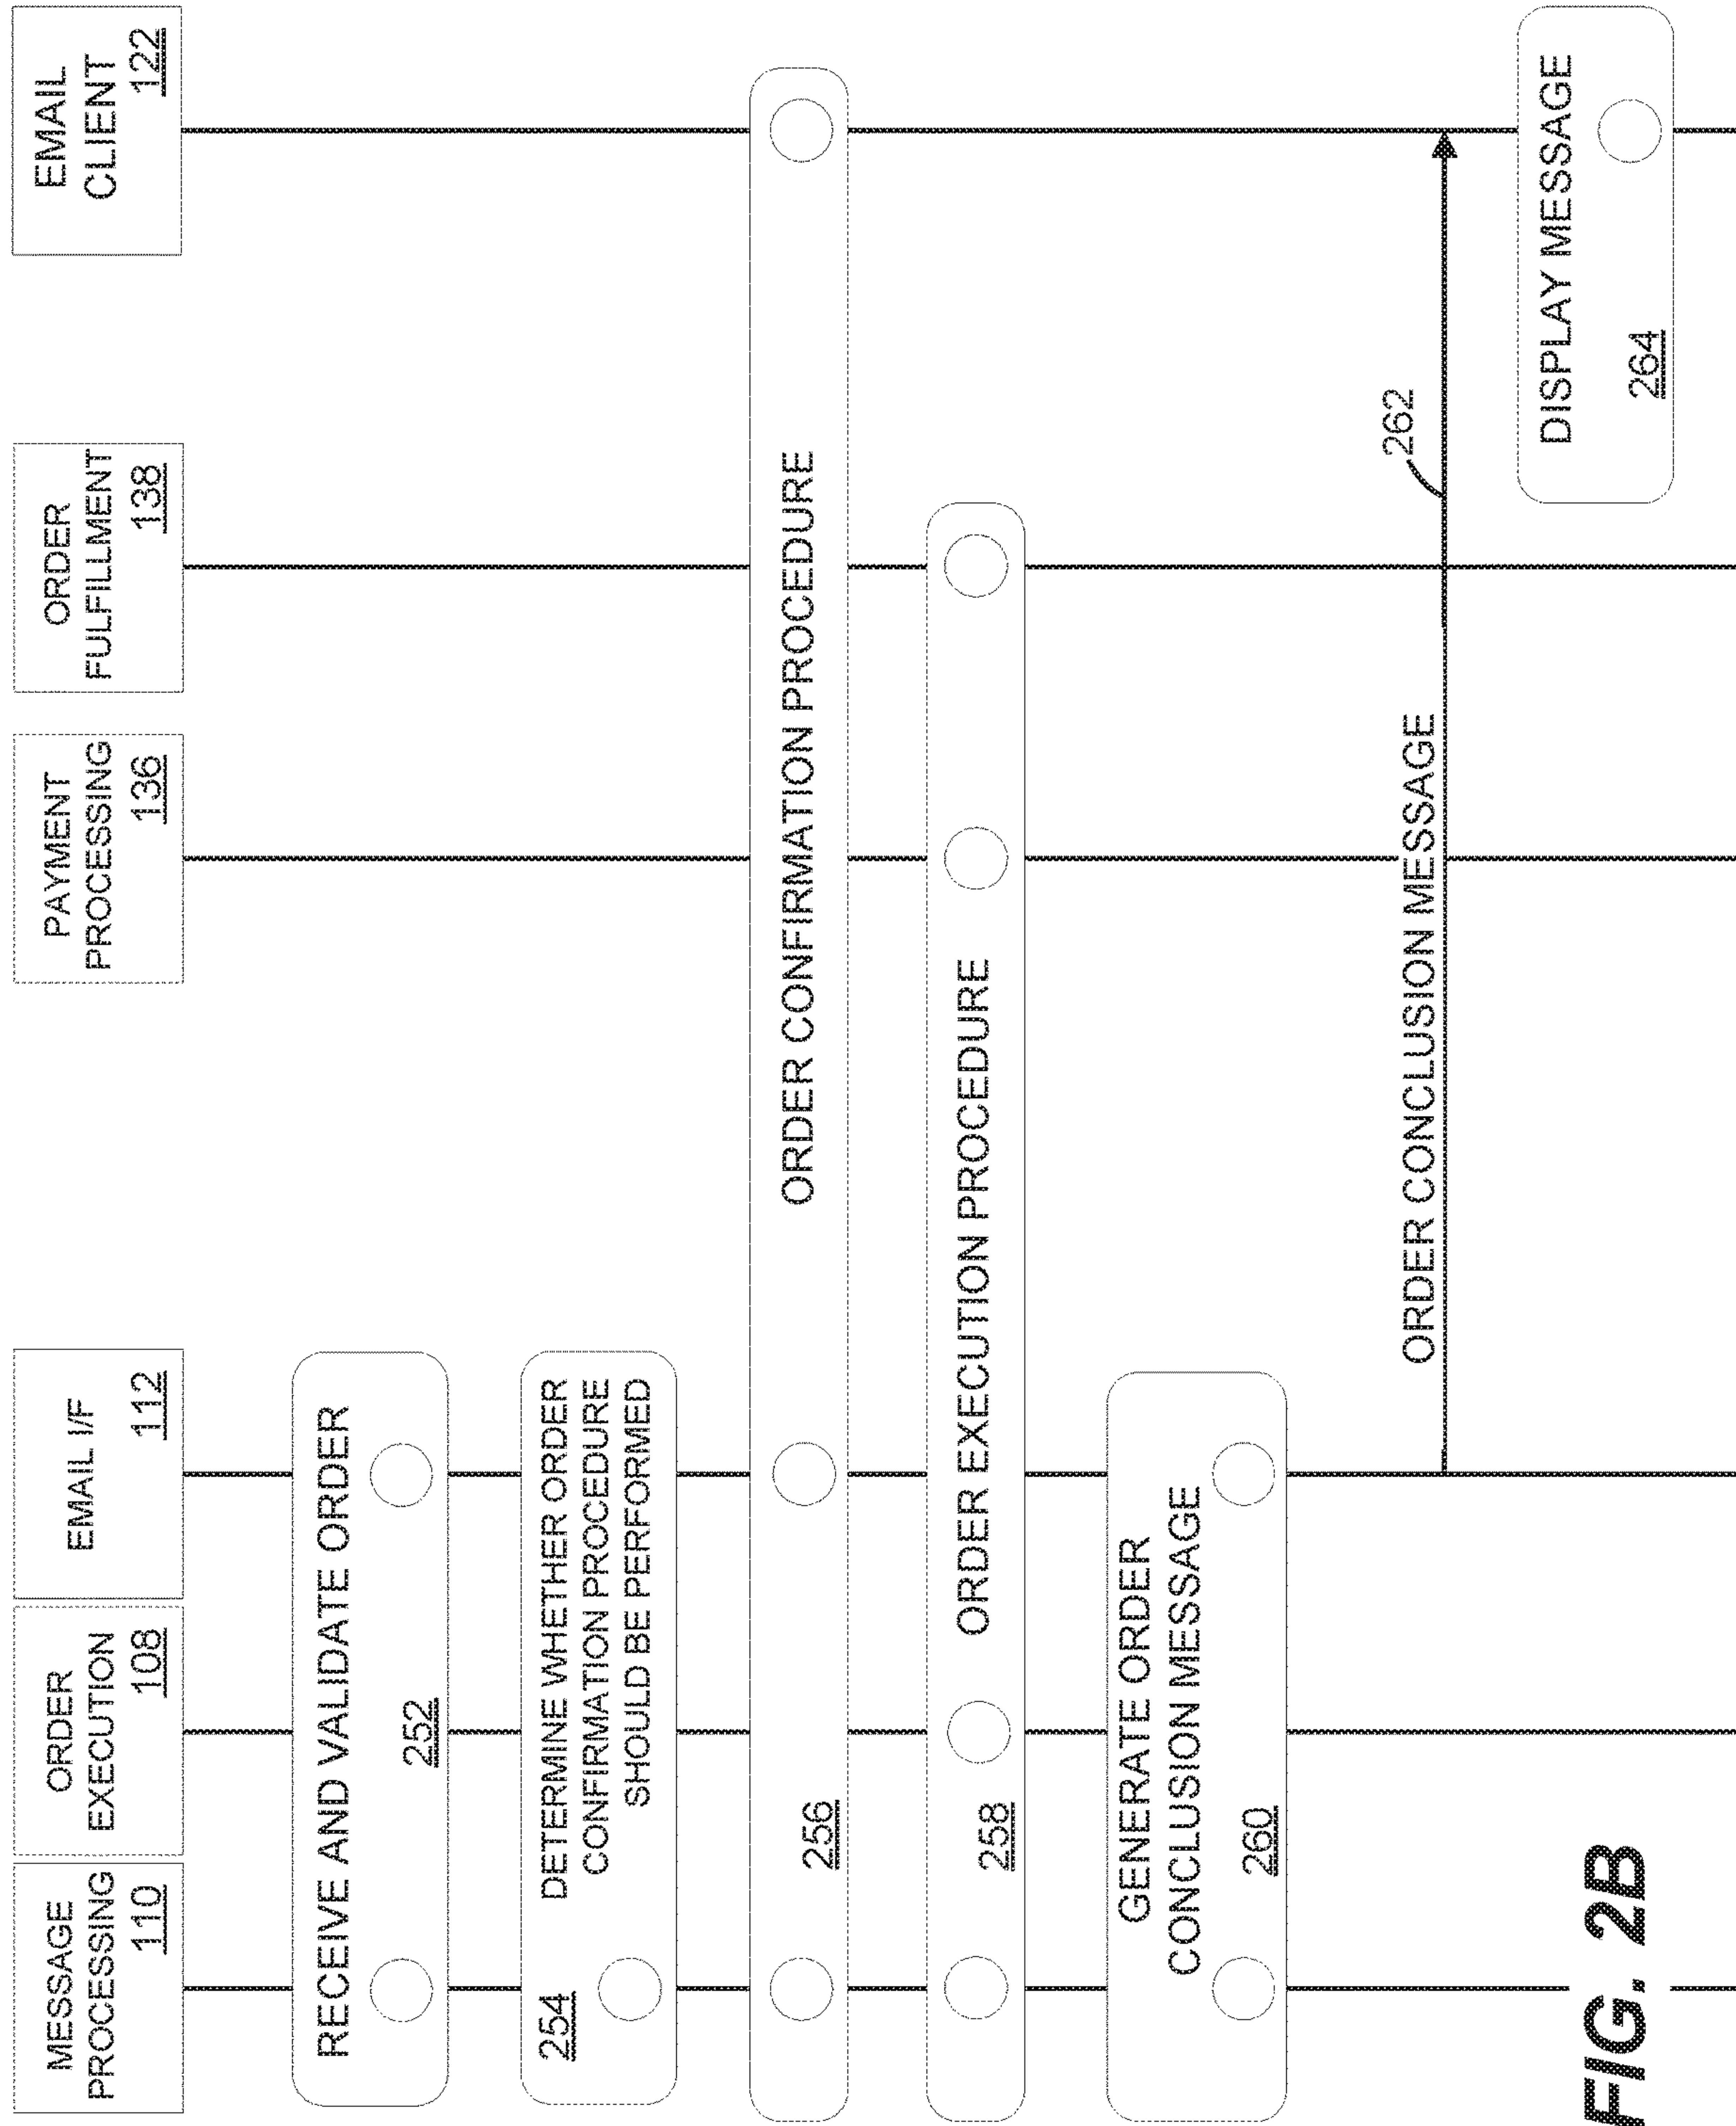 MESSAGE
PROCESSING
110
ORDER
EXECUTION
108
EMAIL I/F
112
PAYMENT
PROCESSING
136
ORDER
FULFILLMENT
138
EMAIL
CLIENT
122
RECEIVE AND VALIDATE ORDER
252
254
DETERMINE WHETHER ORDER
CONFIRMATION PROCEDURE
SHOULD BE PERFORMED
ORDER CONFIRMATION PROCEDURE
256
ORDER EXECUTION PROCEDURE
258
GENERATE ORDER
CONCLUSION MESSAGE
260
ORDER CONCLUSION MESSAGE
262
DISPLAY MESSAGE
264
FIG. 2B